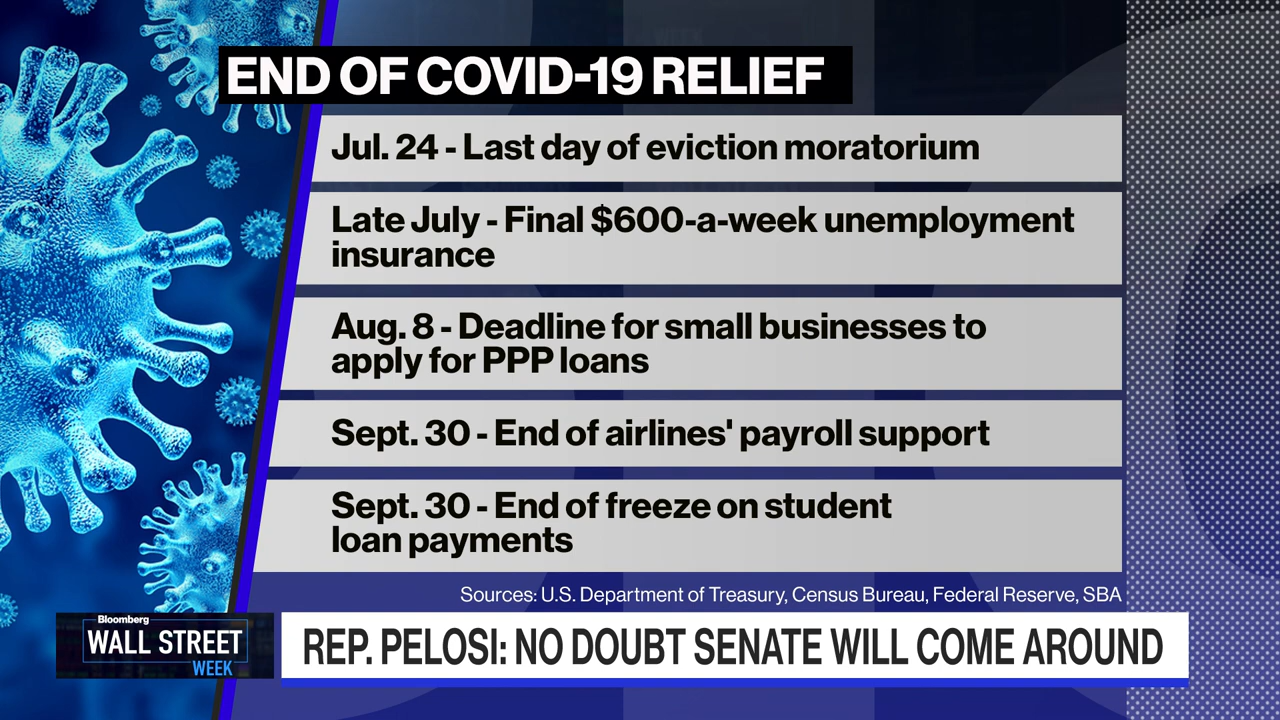 END OF COVID-19 RELIEF
Jul. 24 - Last day of eviction moratorium
Late July - Final $600-a-week unemployment
insurance
Aug. 8 - Deadline for small businesses to
apply for PPP loans
Sept. 30 - End of airlines' payroll support
Sept. 30 - End of freeze on student
loan payments
Sources: U.S. Department of Treasury, Census Bureau, Federal Reserve, SBA
Bloomberg
WALL STREET
WEEK
REP. PELOSI: NO DOUBT SENATE WILL COME AROUND